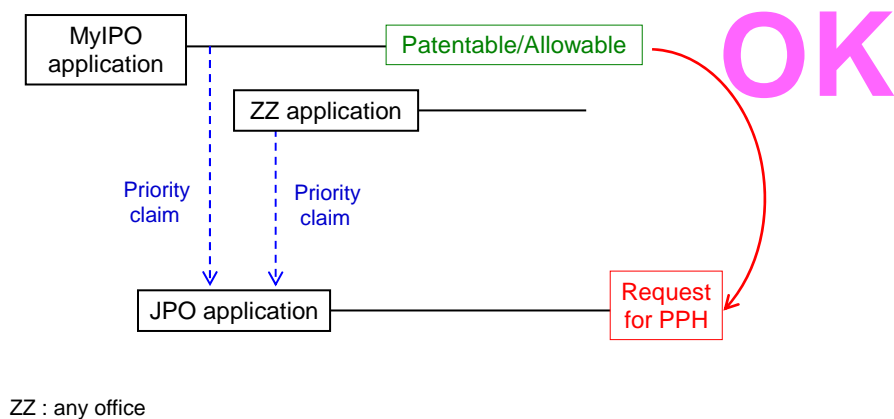 MyIPO
application
Patentable/Allowable
OK
ZZ application
Priority
claim
Priority
claim
JPO application
Request
for PPH
ZZ : any office